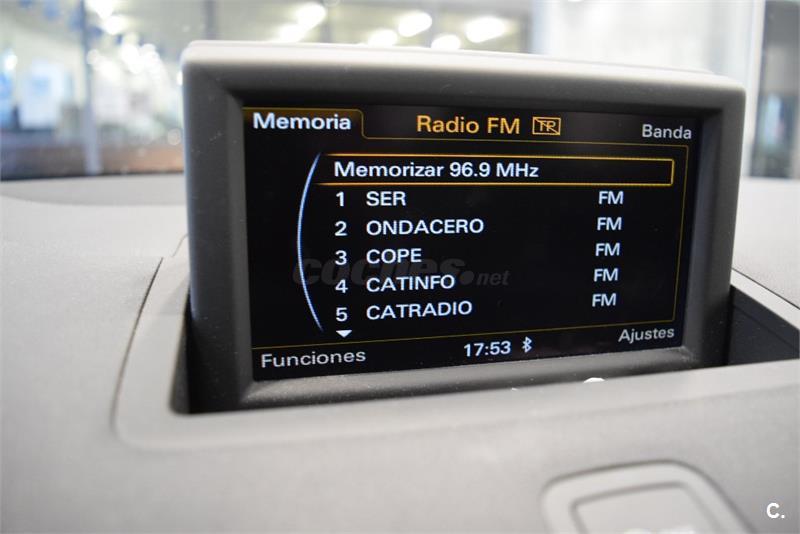 Memoria
Radio FM TP
Banda
Memorizar 96.9 MHz
1 SER FM
2 ONDACERO FM
3 COPE FM
4 CATINFO FM
5 CATRADIO FM
Funciones
17:53
Ajustes
coches.net
c.